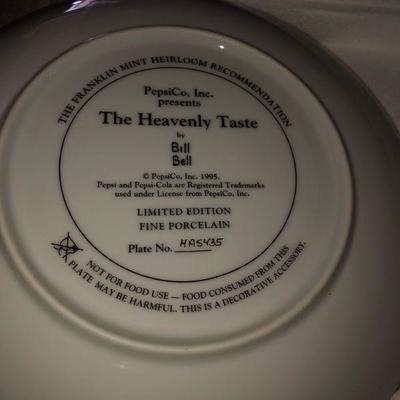 THE FRANKLIN MINT HEIRLOOM RECOMMENDATION
PepsiCo, Inc.
presents
The Heavenly Taste
by
Bill
Bell
© PepsiCo, Inc. 1995.
Pepsi and Pepsi-Cola are Registered Trademarks
used under License from PepsiCo, Inc.
LIMITED EDITION
FINE PORCELAIN
Plate No. HA5435
NOT FOR FOOD USE — FOOD CONSUMED FROM THIS
PLATE MAY BE HARMFUL. THIS IS A DECORATIVE ACCESSORY.